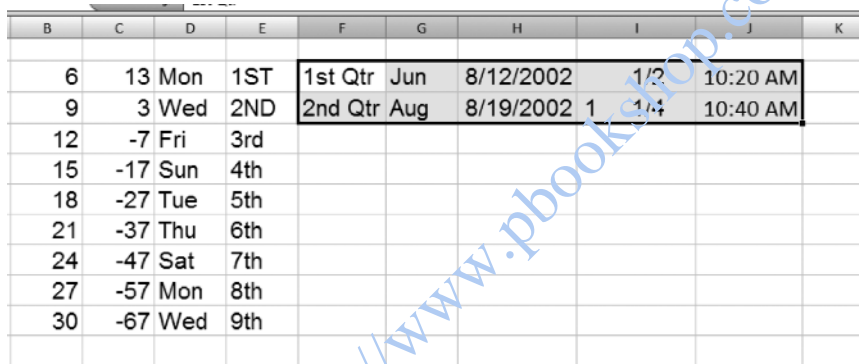 B C D E F G H I J K
6 13 Mon 1ST 1st Qtr Jun 8/12/2002 1/2 10:20 AM
9 3 Wed 2ND 2nd Qtr Aug 8/19/2002 1 1/4 10:40 AM
12 -7 Fri 3rd
15 -17 Sun 4th
18 -27 Tue 5th
21 -37 Thu 6th
24 -47 Sat 7th
27 -57 Mon 8th
30 -67 Wed 9th
//www.pbookshop.co